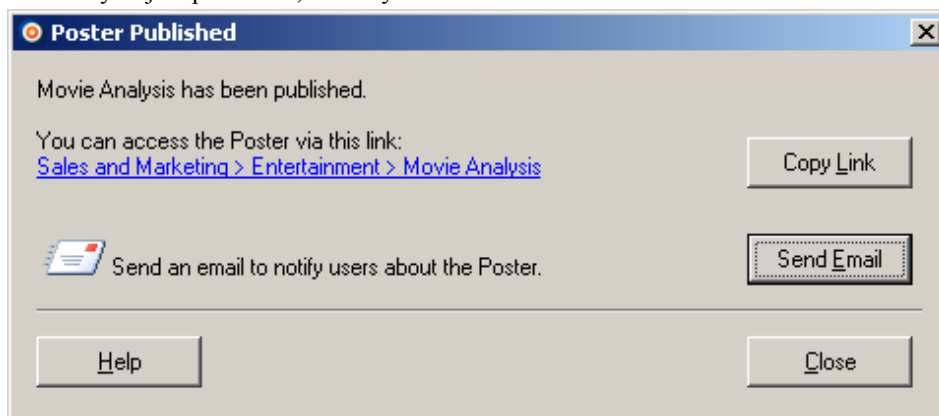 Poster Published
Movie Analysis has been published.
You can access the Poster via this link:
Sales and Marketing > Entertainment > Movie Analysis
Copy Link
Send an email to notify users about the Poster.
Send Email
Help
Close